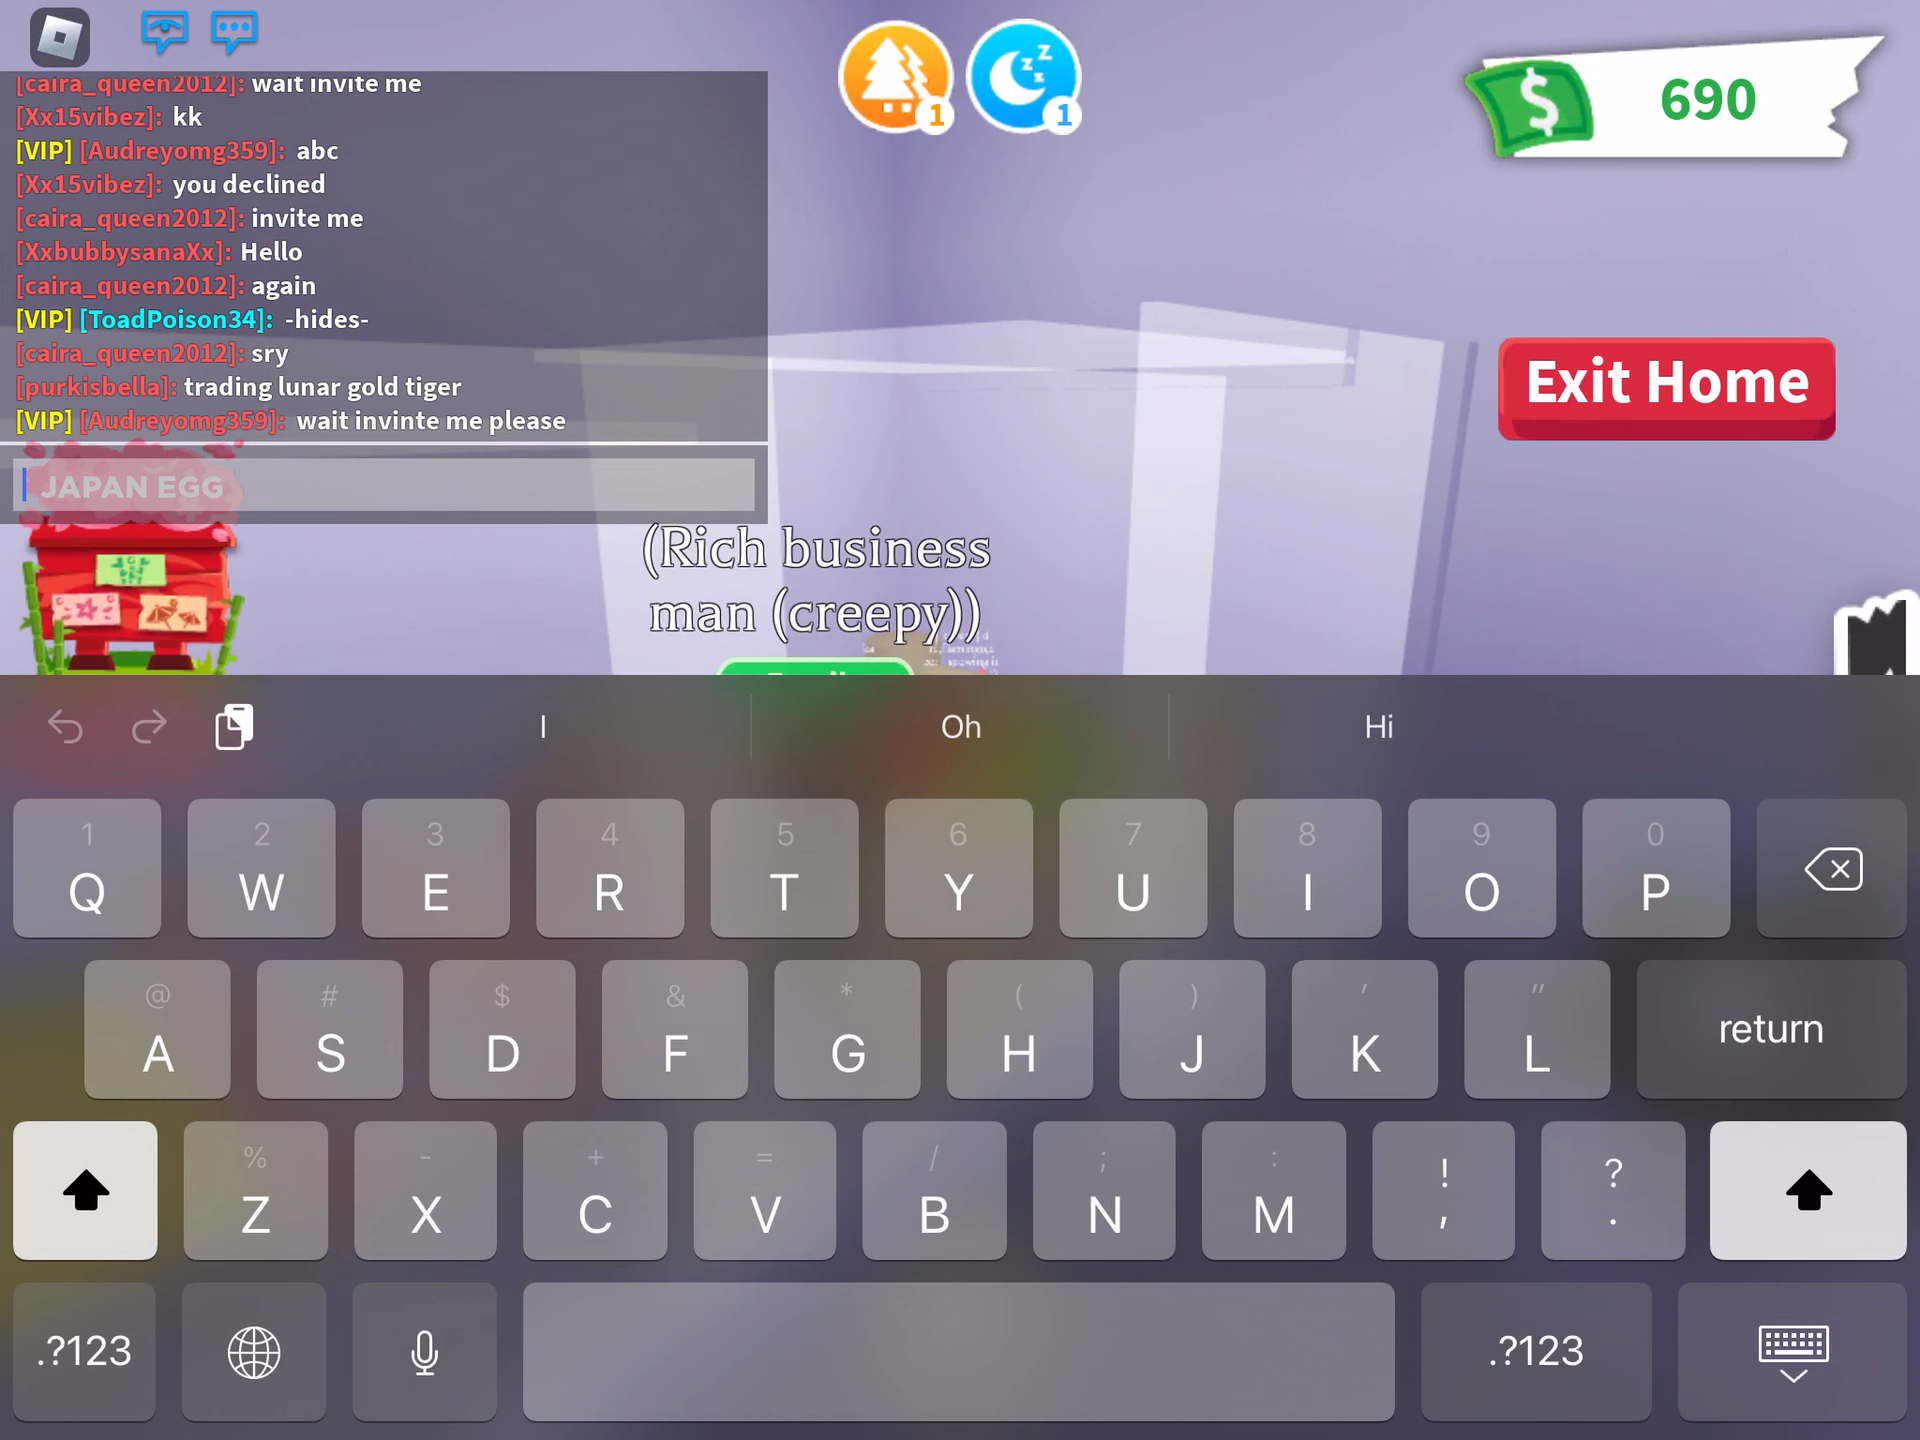 [caira_queen2012]: wait invite me
[Xx15vibez]: kk
[VIP] [Audreyomg359]: abc
[Xx15vibez]: you declined
[caira_queen2012]: invite me
[XxbubbysanaXx]: Hello
[caira_queen2012]: again
[VIP] [ToadPoison34]: -hides-
[caira_queen2012]: sry
[purkisbella]: trading lunar gold tiger
[VIP] [Audreyomg359]: wait invinte me please
JAPAN EGG
1
1
690
Exit Home
(Rich business
man (creepy))
I Oh Hi
1 2 3 4 5 6 7 8 9 0
Q W E R T Y U I O P
@ # $ & * ( ) ' "
A S D F G H J K L return
% - + = / ; : ! ?
Z X C V B N M , .
.?123 .?123